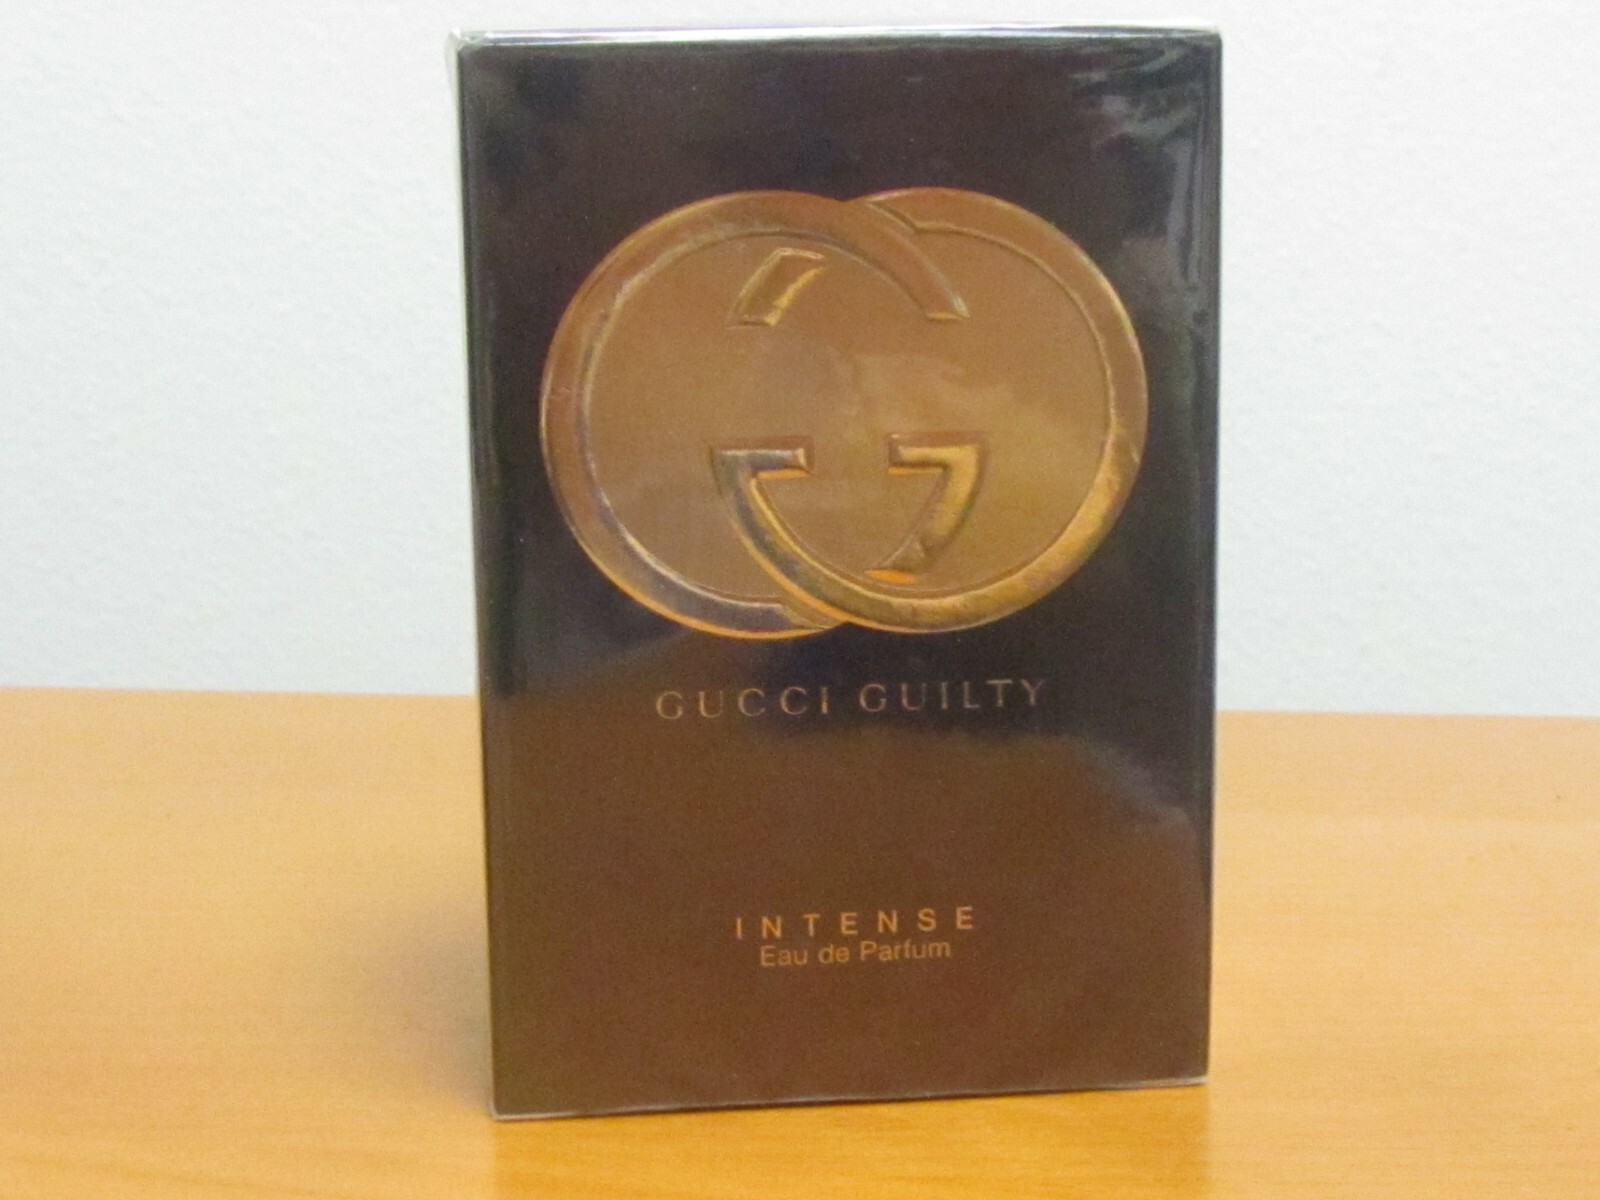 GUCCI GUILTY
INTENSE
Eau de Parfum